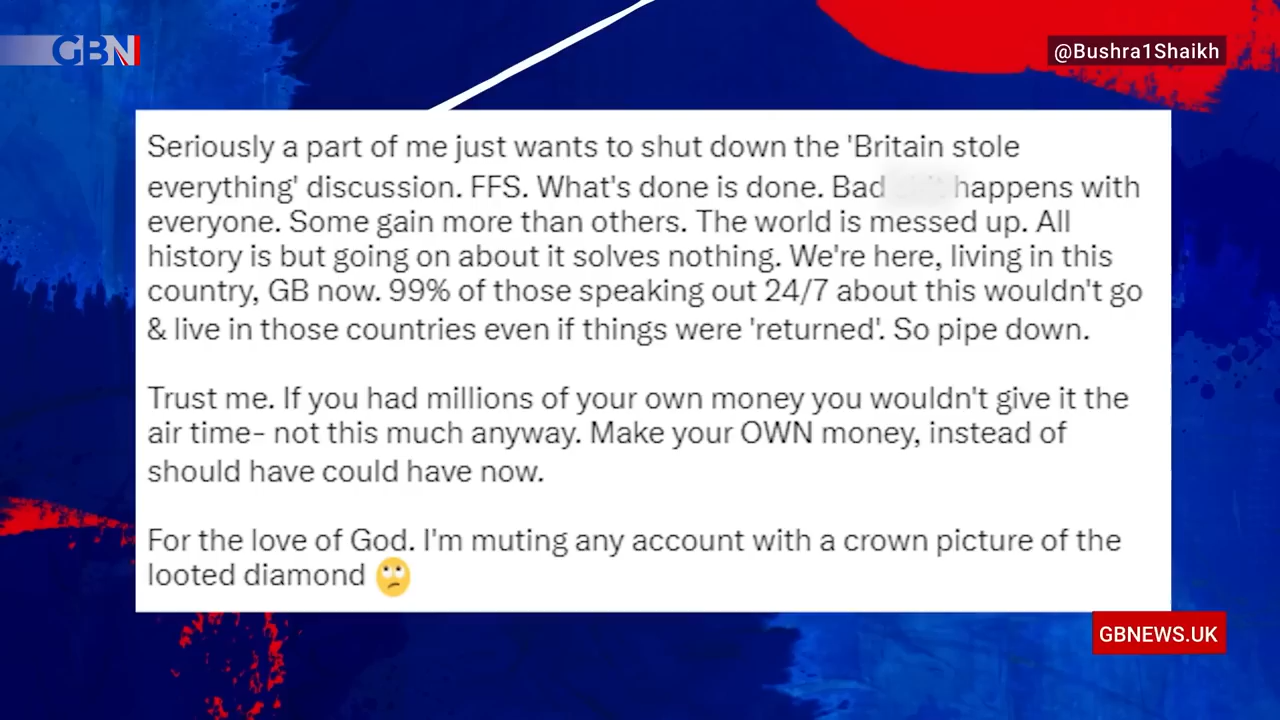 GBN
@Bushra1Shaikh
Seriously a part of me just wants to shut down the 'Britain stole
everything' discussion. FFS. What's done is done. Bad happens with
everyone. Some gain more than others. The world is messed up. All
history is but going on about it solves nothing. We're here, living in this
country, GB now. 99% of those speaking out 24/7 about this wouldn't go
& live in those countries even if things were 'returned'. So pipe down.
Trust me. If you had millions of your own money you wouldn't give it the
air time- not this much anyway. Make your OWN money, instead of
should have could have now.
For the love of God. I'm muting any account with a crown picture of the
looted diamond 🙄
GBNEWS.UK